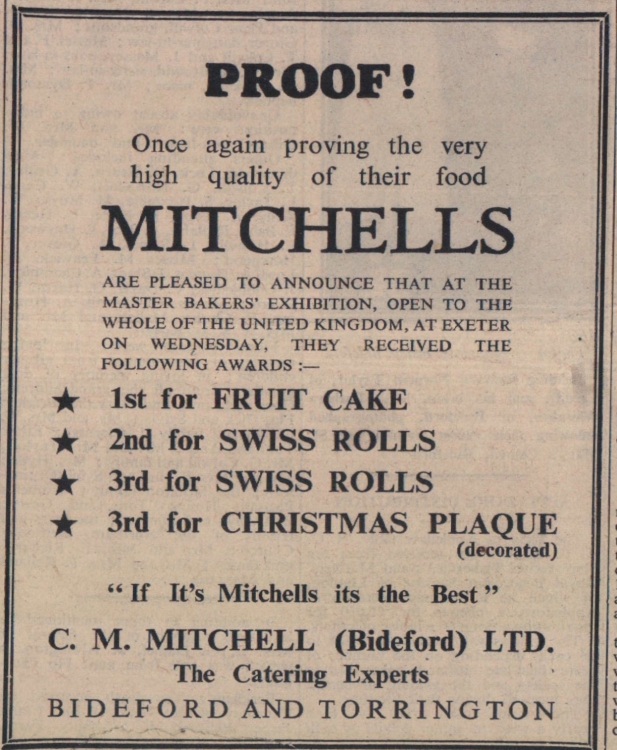 PROOF!
Once again proving the very
high quality of their food
MITCHELLS
ARE PLEASED TO ANNOUNCE THAT AT THE
MASTER BAKERS' EXHIBITION, OPEN TO THE
WHOLE OF THE UNITED KINGDOM, AT EXETER
ON WEDNESDAY, THEY RECEIVED THE
FOLLOWING AWARDS :—
★ 1st for FRUIT CAKE
★ 2nd for SWISS ROLLS
★ 3rd for SWISS ROLLS
★ 3rd for CHRISTMAS PLAQUE
(decorated)
“ If It's Mitchells its the Best ”
C. M. MITCHELL (Bideford) LTD.
The Catering Experts
BIDEFORD AND TORRINGTON